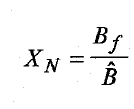 X_N = B_f / B̂